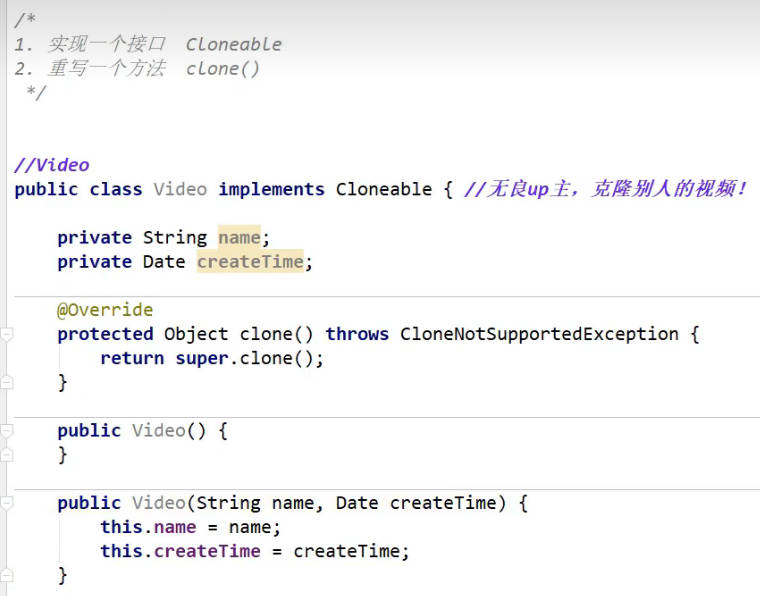 /*
1. 实现一个接口 Cloneable
2. 重写一个方法 clone()
*/
//Video
public class Video implements Cloneable { //无良up主，克隆别人的视频！
private String name;
private Date createTime;
@Override
protected Object clone() throws CloneNotSupportedException {
return super.clone();
}
public Video() {
}
public Video(String name, Date createTime) {
this.name = name;
this.createTime = createTime;
}